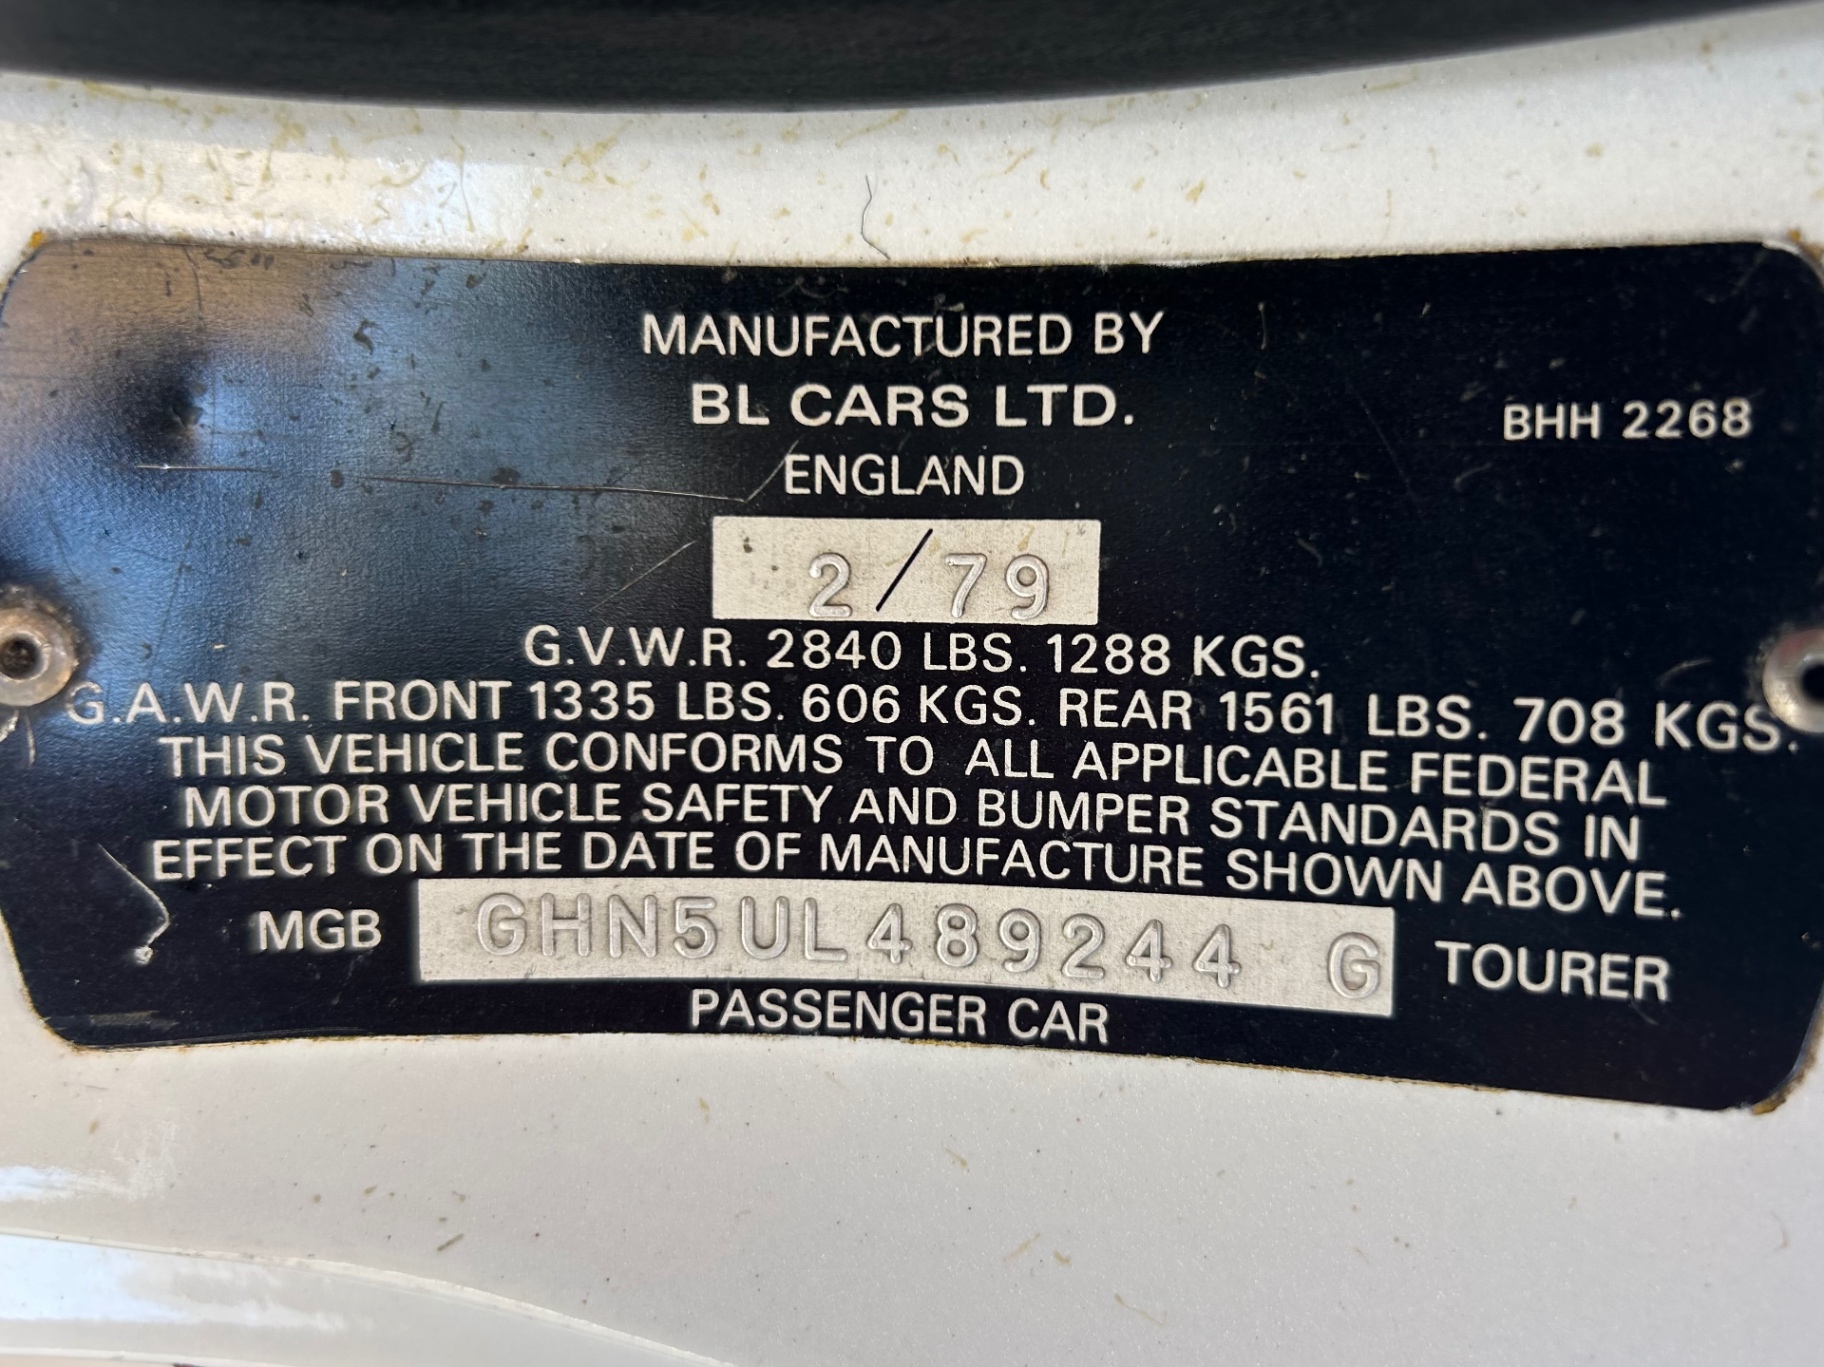 MANUFACTURED BY
BL CARS LTD.
BHH 2268
ENGLAND
2/79
G.V.W.R. 2840 LBS. 1288 KGS.
G.A.W.R. FRONT 1335 LBS. 606 KGS. REAR 1561 LBS. 708 KGS.
THIS VEHICLE CONFORMS TO ALL APPLICABLE FEDERAL
MOTOR VEHICLE SAFETY AND BUMPER STANDARDS IN
EFFECT ON THE DATE OF MANUFACTURE SHOWN ABOVE.
MGB GHN5UL489244 G TOURER
PASSENGER CAR